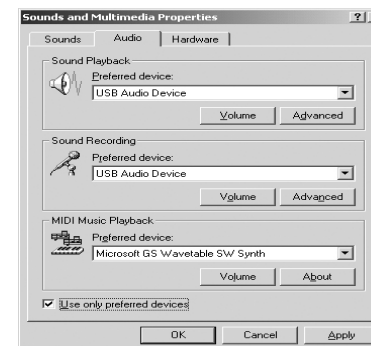 Sounds and Multimedia Properties
Sounds Audio Hardware
Sound Playback
Preferred device:
USB Audio Device
Volume Advanced
Sound Recording
Preferred device:
USB Audio Device
Volume Advanced
MIDI Music Playback
Preferred device:
Microsoft GS Wavetable SW Synth
Volume About
Use only preferred devices
OK Cancel Apply